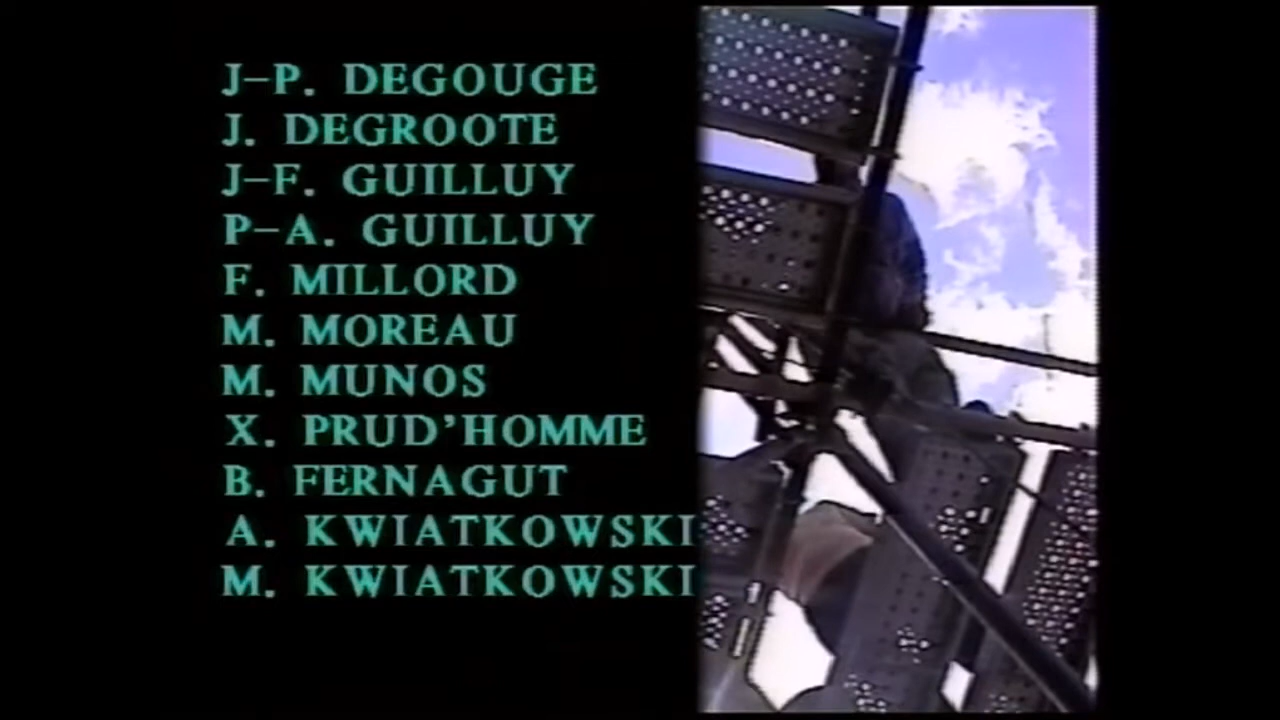 J-P. DEGOUGE
J. DEGROOTE
J-F. GUILLUY
P-A. GUILLUY
F. MILLORD
M. MOREAU
M. MUNOS
X. PRUD'HOMME
B. FERNAGUT
A. KWIATKOWSKI
M. KWIATKOWSKI